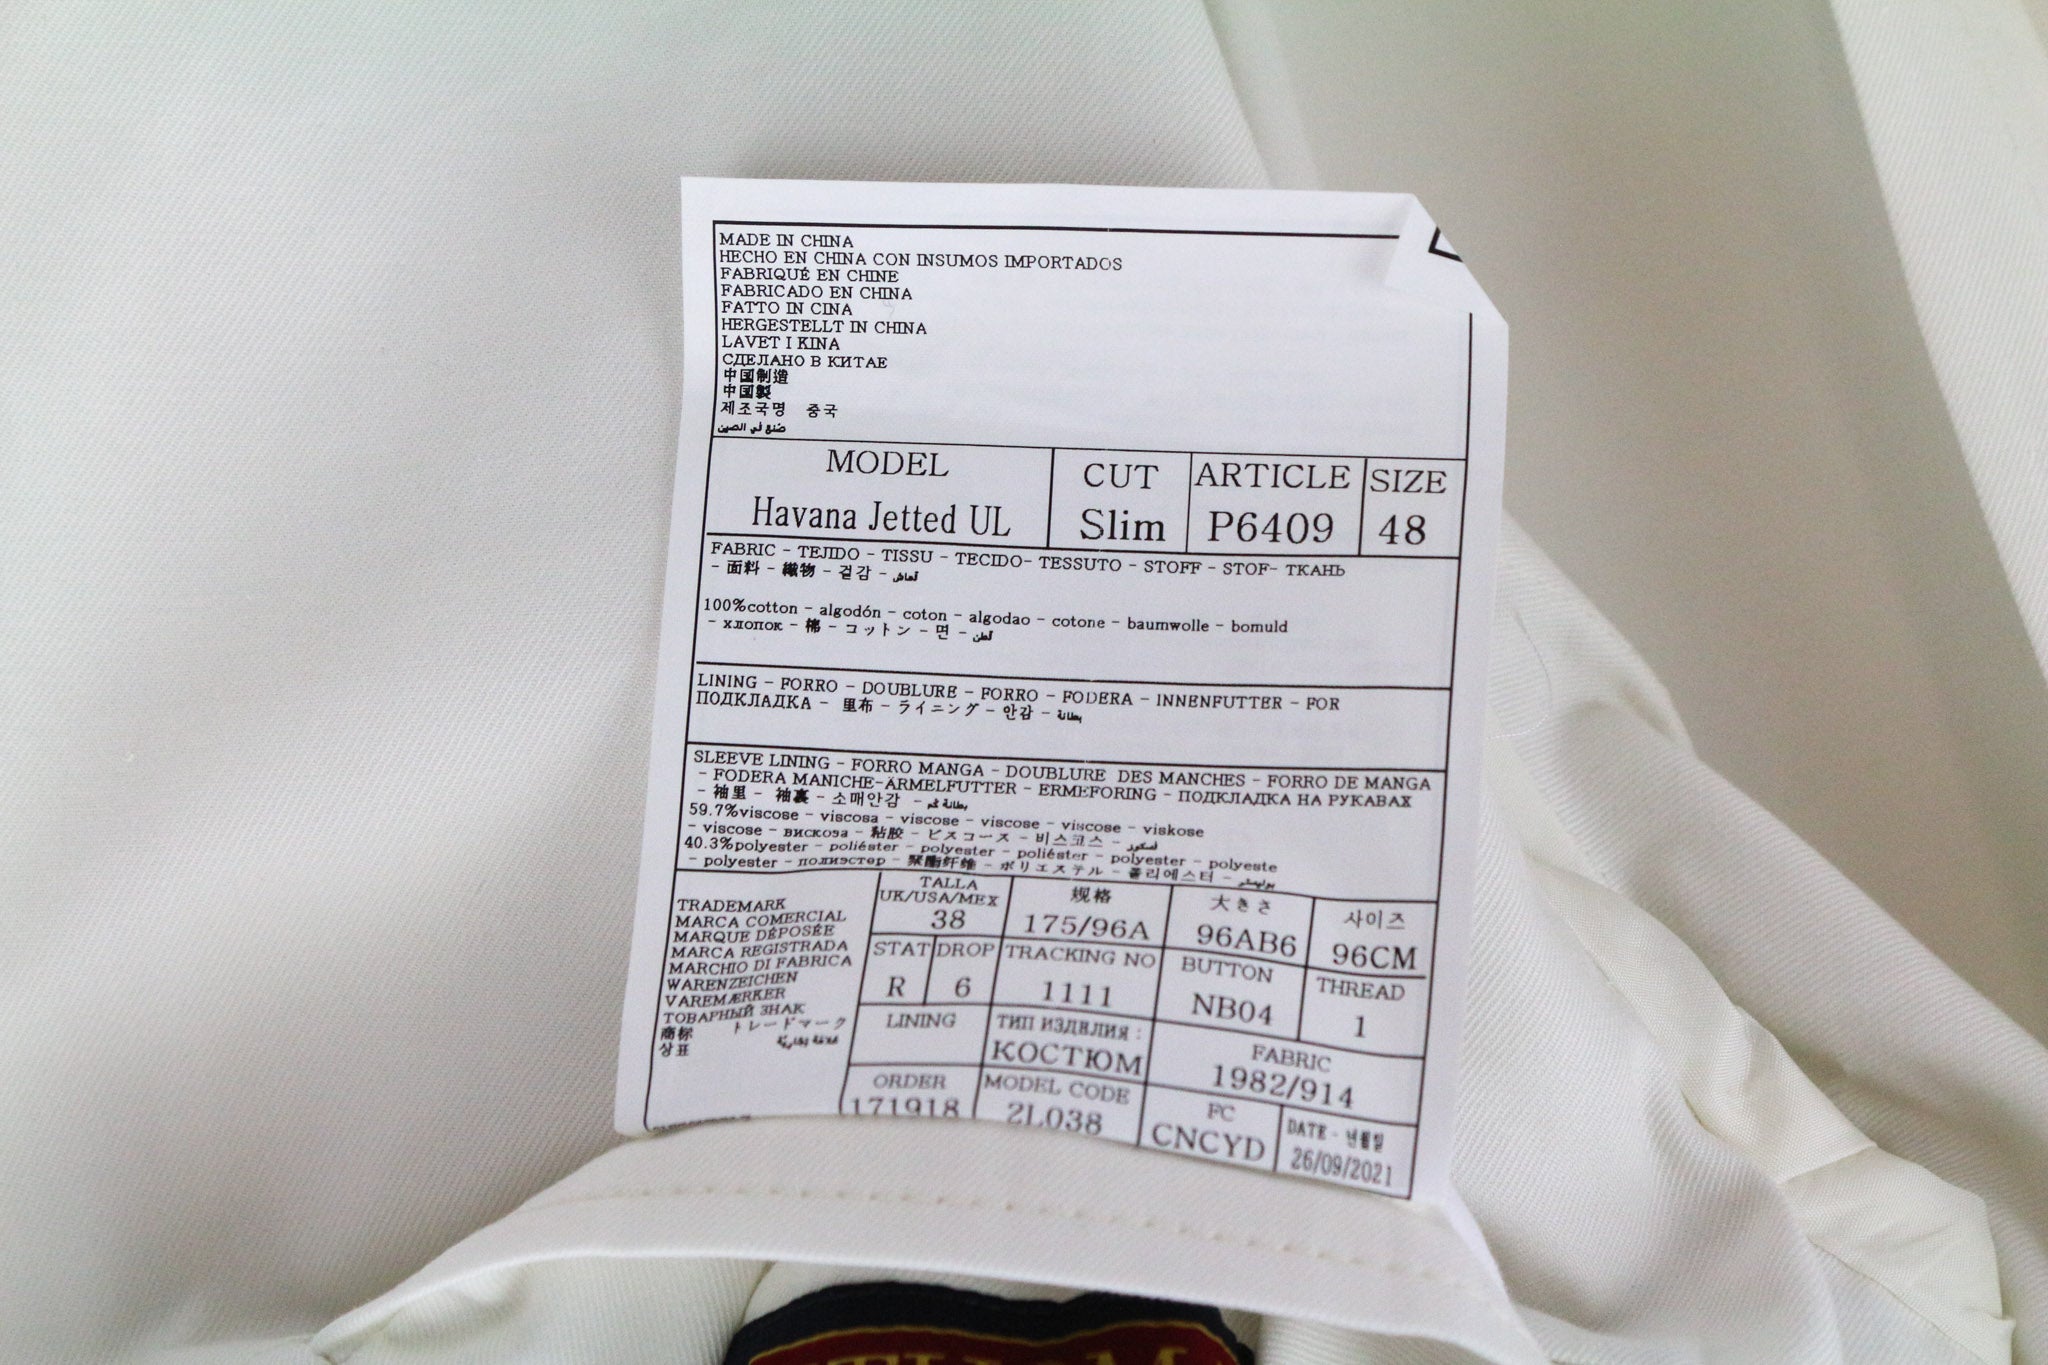 MADE IN CHINA
HECHO EN CHINA CON INSUMOS IMPORTADOS
FABRIQUÉ EN CHINE
FABRICADO EN CHINA
FATTO IN CINA
HERGESTELLT IN CHINA
LAVET I KINA
СДЕЛАНО В КИТАЕ
中国制造
中国製
제조국명 중국
صنع في الصين
MODEL
Havana Jetted UL
CUT
Slim
ARTICLE
P6409
SIZE
48
FABRIC - TEJIDO - TISSU - TECIDO- TESSUTO - STOFF - STOF- ТКАНЬ
- 面料 - 織物 - 겉감 - قماش
100%cotton - algodón - coton - algodao - cotone - baumwolle - bomuld
- хлопок - 棉 - コットン - 면 - قطن
LINING - FORRO - DOUBLURE - FORRO - FODERA - INNENFUTTER - FOR
ПОДКЛАДКА - 里布 - ライニング - 안감 - بطانة
SLEEVE LINING - FORRO MANGA - DOUBLURE DES MANCHES - FORRO DE MANGA
- FODERA MANICHE-ÄRMELFUTTER - ERMEFORING - ПОДКЛАДКА НА РУКАВАХ
- 袖里 - 袖裏 - 소매안감 - بطانة كم
59.7%viscose - viscosa - viscose - viscose - viscose - viskose
- viscose - вискоза - 粘胶 - ビスコース - 비스코스 - فسكوز
40.3%polyester - poliéster - polyester - poliéster - polyester - polyeste
- polyester - полиэстер - 聚酯纤维 - ポリエステル - 폴리에스터 - بوليستر
TRADEMARK
MARCA COMERCIAL
MARQUE DÉPOSÉE
MARCA REGISTRADA
MARCHIO DI FABRICA
WARENZEICHEN
VAREMÆRKER
ТОВАРНЫЙ ЗНАК
商标 トレードマーク
상표 علامة تجارية
TALLA
UK/USA/MEX
38
规格
175/96A
大きさ
96AB6
사이즈
96CM
STAT
R
DROP
6
TRACKING NO
1111
BUTTON
NB04
THREAD
1
LINING
ТИП ИЗДЕЛИЯ :
КОСТЮМ
FABRIC
1982/914
ORDER
171918
MODEL CODE
2L038
FC
CNCYD
DATE - 년월일
26/09/2021